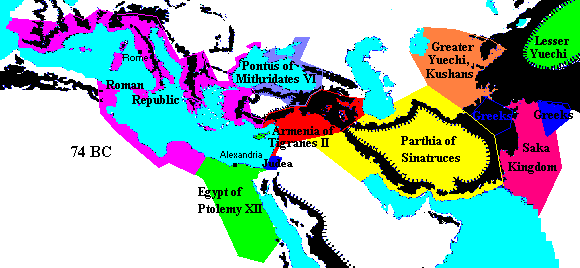 Lesser
Yuechi
Greater
Yuechi,
Kushans
Rome
Pontus of
Mithridates VI
Roman
Republic
Greeks
Greeks
Armenia of
Tigranes II
Parthia of
Sinatruces
Saka
Kingdom
74 BC
Alexandria
Judea
Egypt of
Ptolemy XII